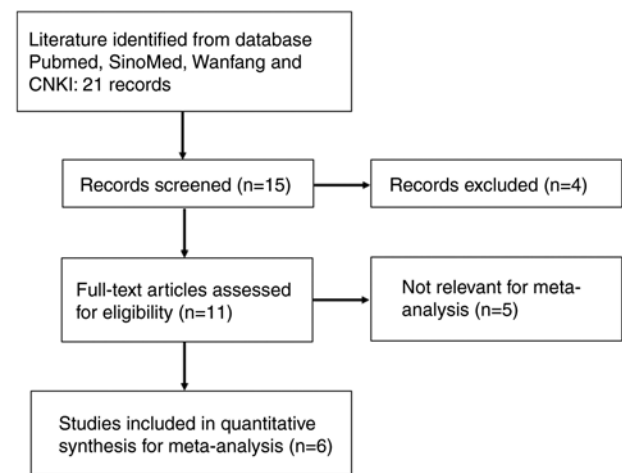 Literature identified from database
Pubmed, SinoMed, Wanfang and
CNKI: 21 records
Records screened (n=15)
Records excluded (n=4)
Full-text articles assessed
for eligibility (n=11)
Not relevant for meta-
analysis (n=5)
Studies included in quantitative
synthesis for meta-analysis (n=6)